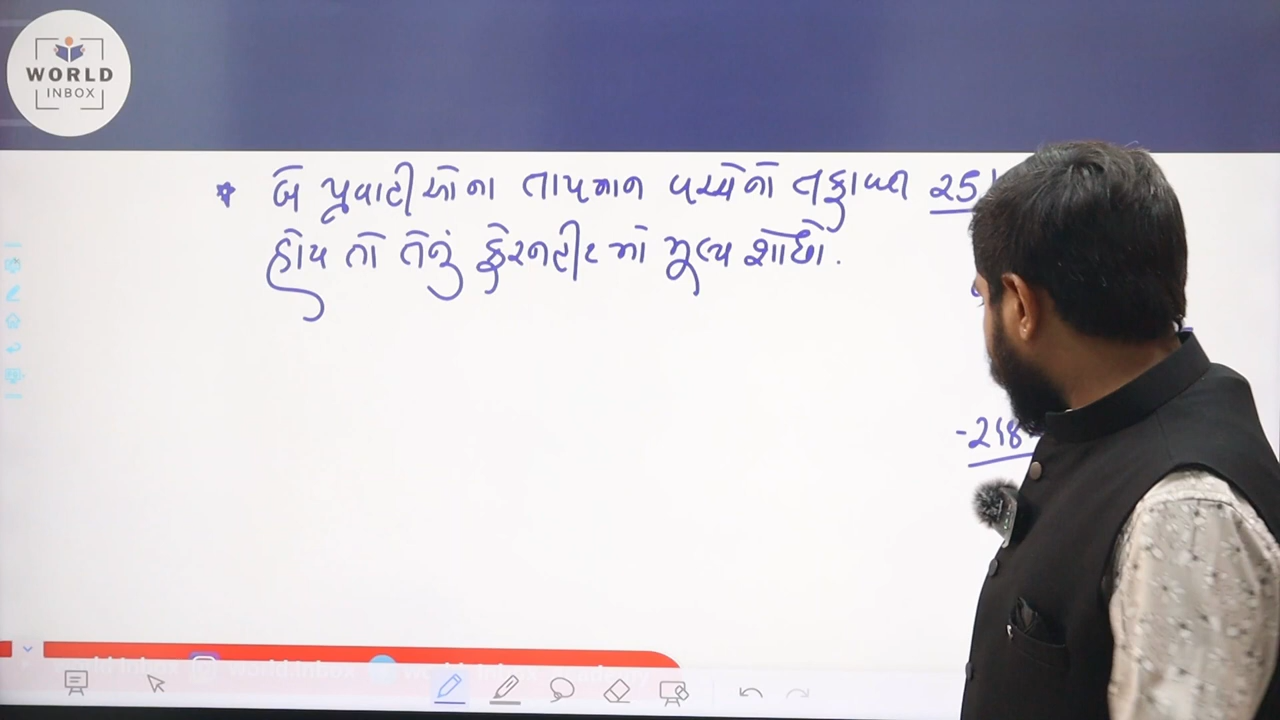 WORLD
INBOX
* બે પ્રવાહીઓના તાપમાન વચ્ચેનો તફાવત 25
હોય તો તેનું ફેરનહીટ માં મૂલ્ય શોધો.
-218